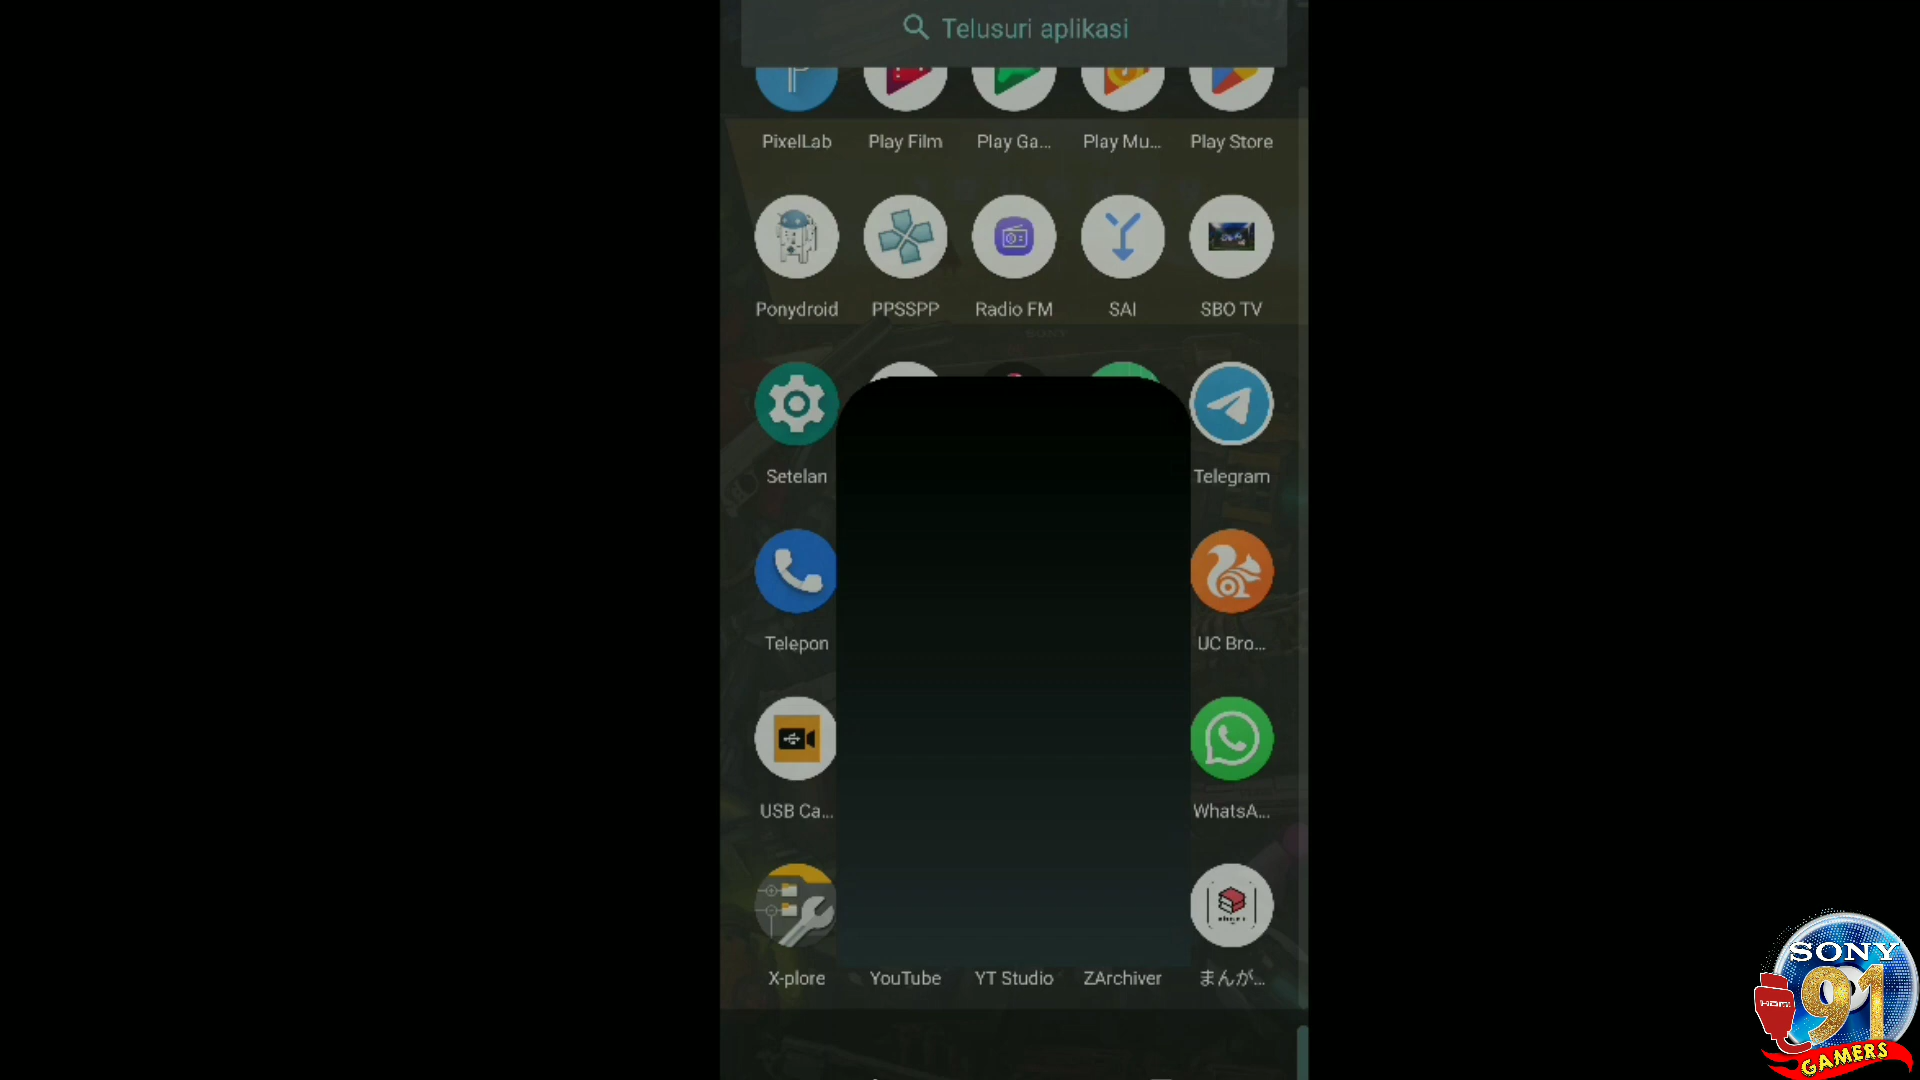 Telusuri aplikasi
PixelLab
Play Film
Play Ga...
Play Mu...
Play Store
Ponydroid
PPSSPP
Radio FM
SAI
SBO TV
Setelan
Telegram
Telepon
UC Bro...
USB Ca...
WhatsA...
X-plore
YouTube
YT Studio
ZArchiver
まんが...
SONY
HDMI
91
GAMERS